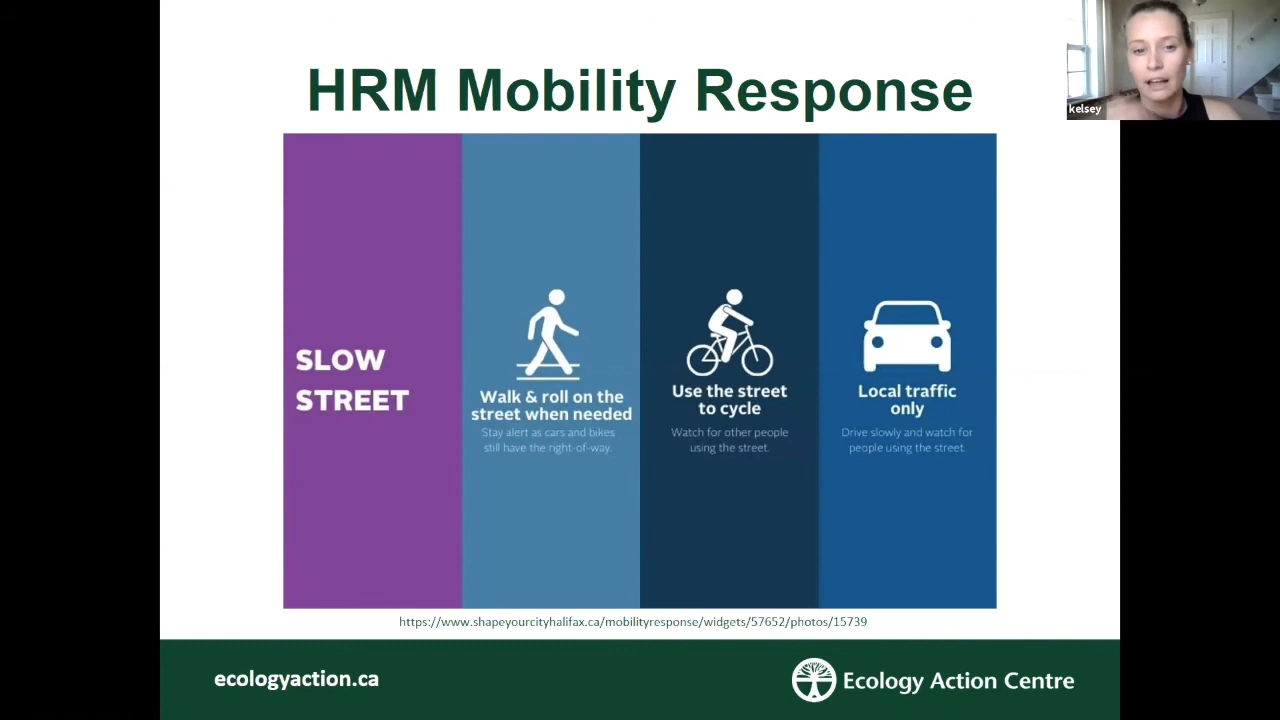 HRM Mobility Response
kelsey
SLOW
STREET
Walk & roll on the
street when needed
Stay alert as cars and bikes
still have the right-of-way.
Use the street
to cycle
Watch for other people
using the street.
Local traffic
only
Drive slowly and watch for
people using the street.
https://www.shapeyourcityhalifax.ca/mobilityresponse/widgets/57652/photos/15739
ecologyaction.ca
Ecology Action Centre